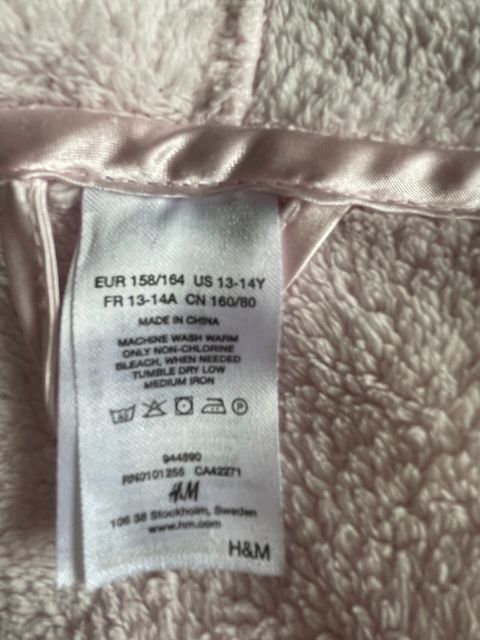 EUR 158/164 US 13-14Y
FR 13-14A CN 160/80
MADE IN CHINA
MACHINE WASH WARM
ONLY NON-CHLORINE
BLEACH, WHEN NEEDED
TUMBLE DRY LOW
MEDIUM IRON
P
944890
RN0101255 CA42271
H&M
106 38 Stockholm, Sweden
www.hm.com
H&M